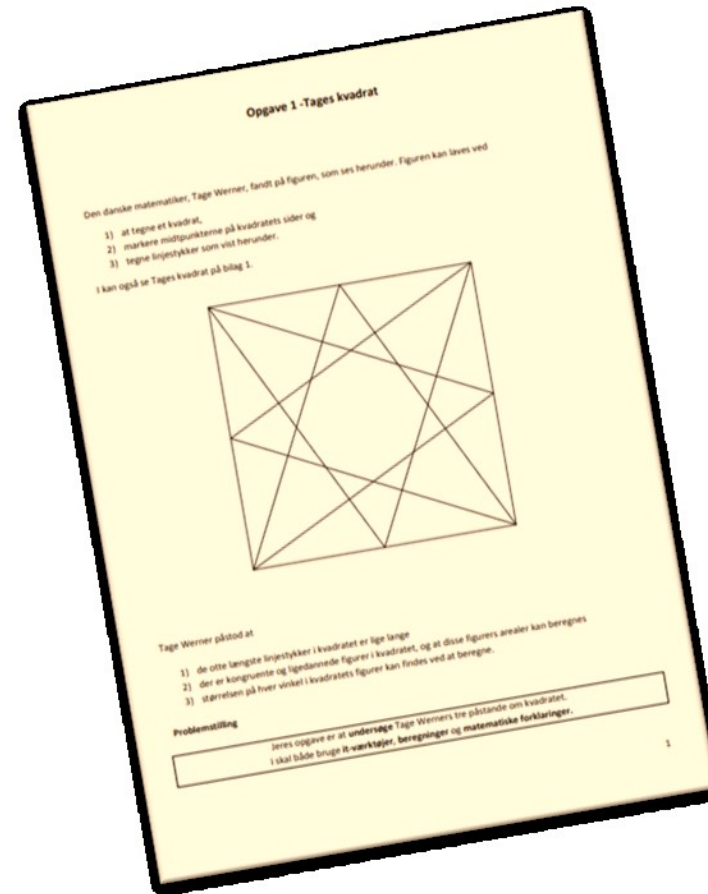 Opgave 1 -Tages kvadrat
Den danske matematiker, Tage Werner, fandt på figuren, som ses herunder. Figuren kan laves ved
1) at tegne et kvadrat,
2) markere midtpunkterne på kvadratets sider og
3) tegne linjestykker som vist herunder.
I kan også se Tages kvadrat på bilag 1.
Tage Werner påstod at
1) de otte længste linjestykker i kvadratet er lige lange
2) der er kongruente og ligedannede figurer i kvadratet, og at disse figurers arealer kan beregnes
3) størrelsen på hver vinkel i kvadratets figurer kan findes ved at beregne.
Problemstilling
Jeres opgave er at undersøge Tage Werners tre påstande om kvadratet.
I skal både bruge it-værktøjer, beregninger og matematiske forklaringer.
1